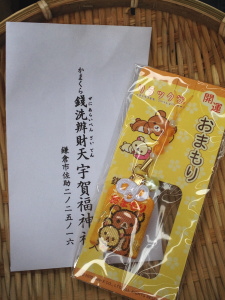 かまくら
ぜにあらいべんざいてん
銭洗辨財天宇賀福神社
鎌倉市佐助二ノ二五ノ一六
開運
おまもり